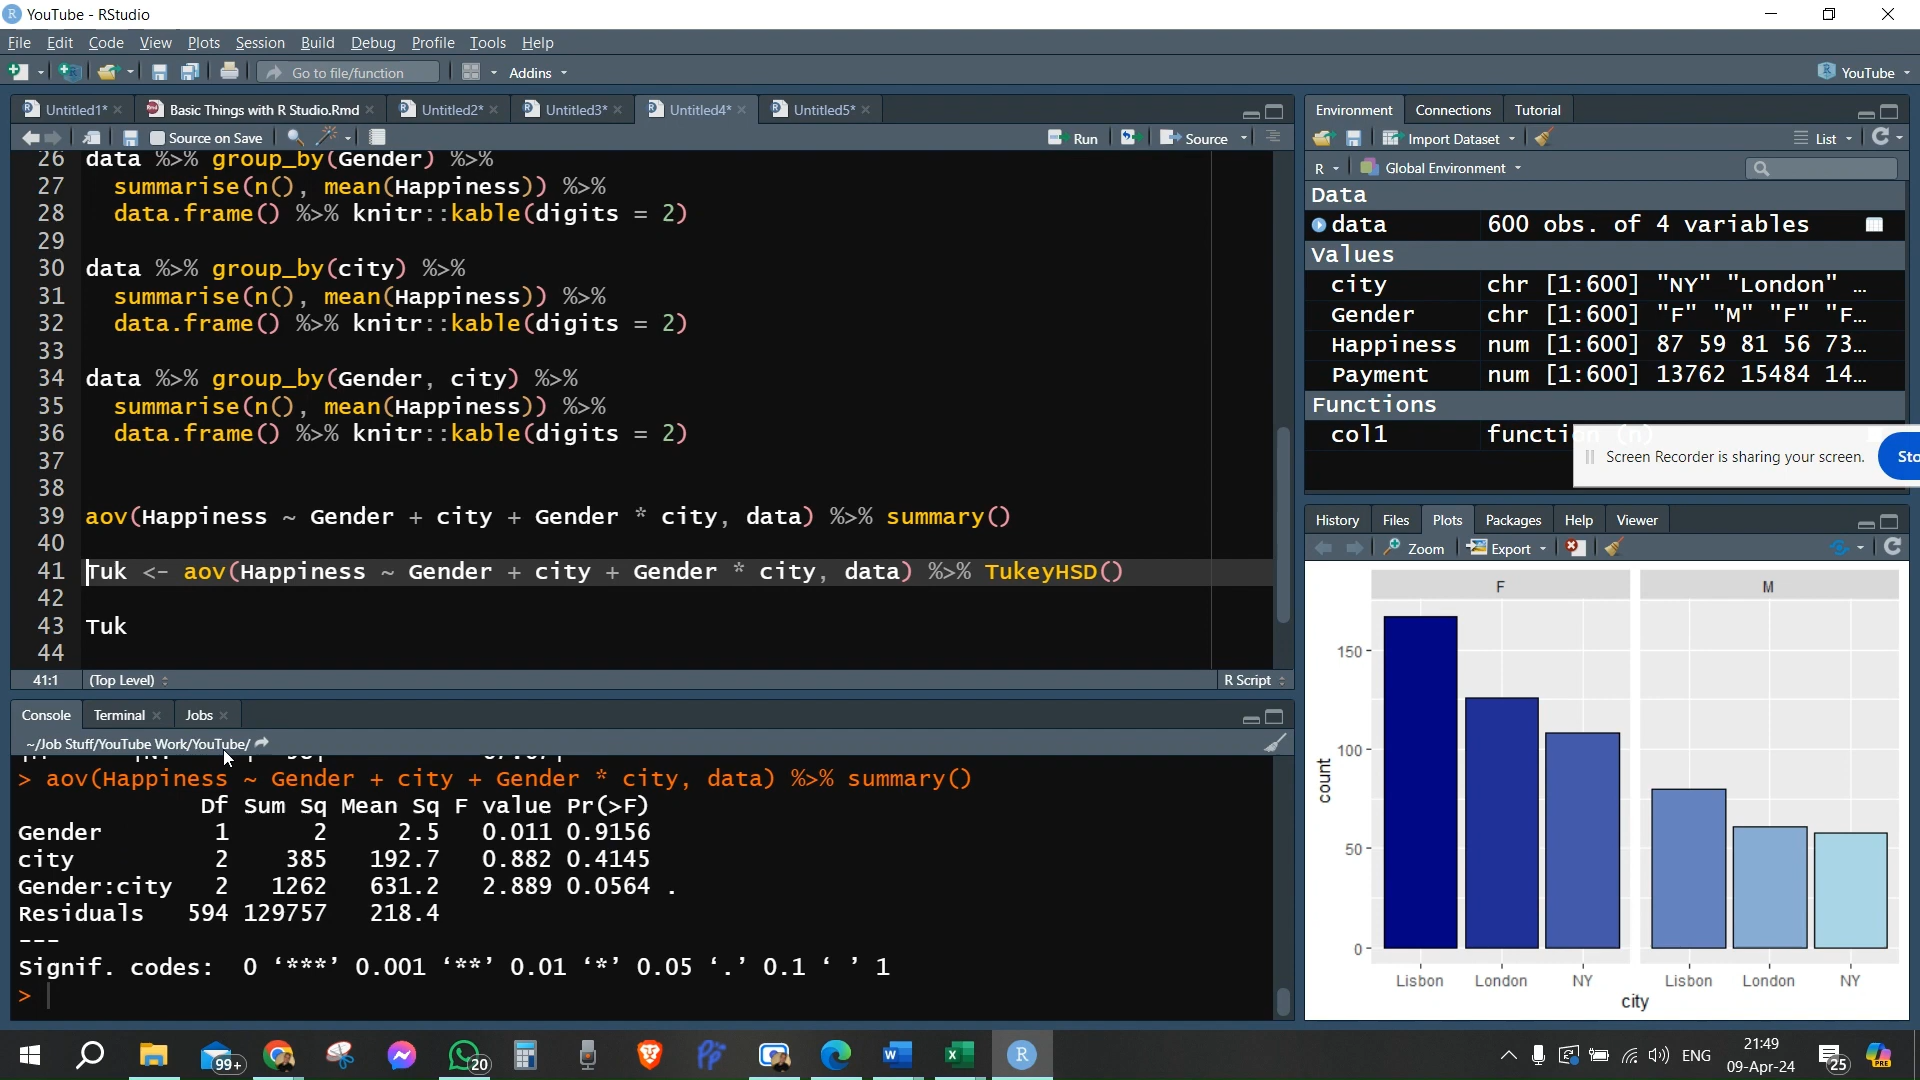 YouTube - RStudio
File Edit Code View Plots Session Build Debug Profile Tools Help
Go to file/function Addins YouTube
Untitled1* Basic Things with R Studio.Rmd Untitled2* Untitled3* Untitled4* Untitled5*
Source on Save Run Source
26 data %>% group_by(Gender) %>%
27 summarise(n(), mean(Happiness)) %>%
28 data.frame() %>% knitr::kable(digits = 2)
29
30 data %>% group_by(city) %>%
31 summarise(n(), mean(Happiness)) %>%
32 data.frame() %>% knitr::kable(digits = 2)
33
34 data %>% group_by(Gender, city) %>%
35 summarise(n(), mean(Happiness)) %>%
36 data.frame() %>% knitr::kable(digits = 2)
37
38
39 aov(Happiness ~ Gender + city + Gender * city, data) %>% summary()
40
41 Tuk <- aov(Happiness ~ Gender + city + Gender * city, data) %>% TukeyHSD()
42
43 Tuk
44
41:1 (Top Level) R Script
Console Terminal Jobs
~/Job Stuff/YouTube Work/YouTube/
> aov(Happiness ~ Gender + city + Gender * city, data) %>% summary()
Df Sum Sq Mean Sq F value Pr(>F)
Gender 1 2 2.5 0.011 0.9156
city 2 385 192.7 0.882 0.4145
Gender:city 2 1262 631.2 2.889 0.0564 .
Residuals 594 129757 218.4
---
Signif. codes: 0 ‘***’ 0.001 ‘**’ 0.01 ‘*’ 0.05 ‘.’ 0.1 ‘ ’ 1
>
Environment Connections Tutorial
Import Dataset List
R Global Environment
Data
data 600 obs. of 4 variables
Values
city chr [1:600] "NY" "London" ...
Gender chr [1:600] "F" "M" "F" "F…
Happiness num [1:600] 87 59 81 56 73…
Payment num [1:600] 13762 15484 14…
Functions
col1 function (n)
Screen Recorder is sharing your screen.
History Files Plots Packages Help Viewer
Zoom Export
F M
150
100
50
0
count
Lisbon London NY Lisbon London NY
city
99+ 20 ENG 21:49
09-Apr-24 25 PRE